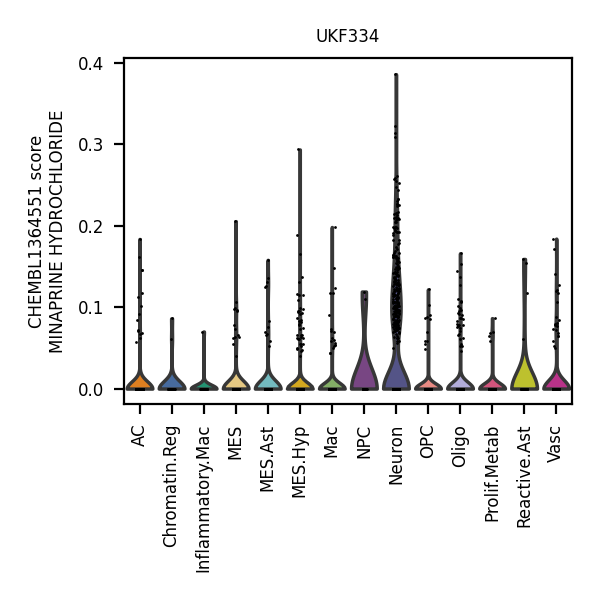 UKF334
CHEMBL1364551 score
MINAPRINE HYDROCHLORIDE
0.4
0.3
0.2
0.1
0.0
AC
Chromatin.Reg
Inflammatory.Mac
MES
MES.Ast
MES.Hyp
Mac
NPC
Neuron
OPC
Oligo
Prolif.Metab
Reactive.Ast
Vasc